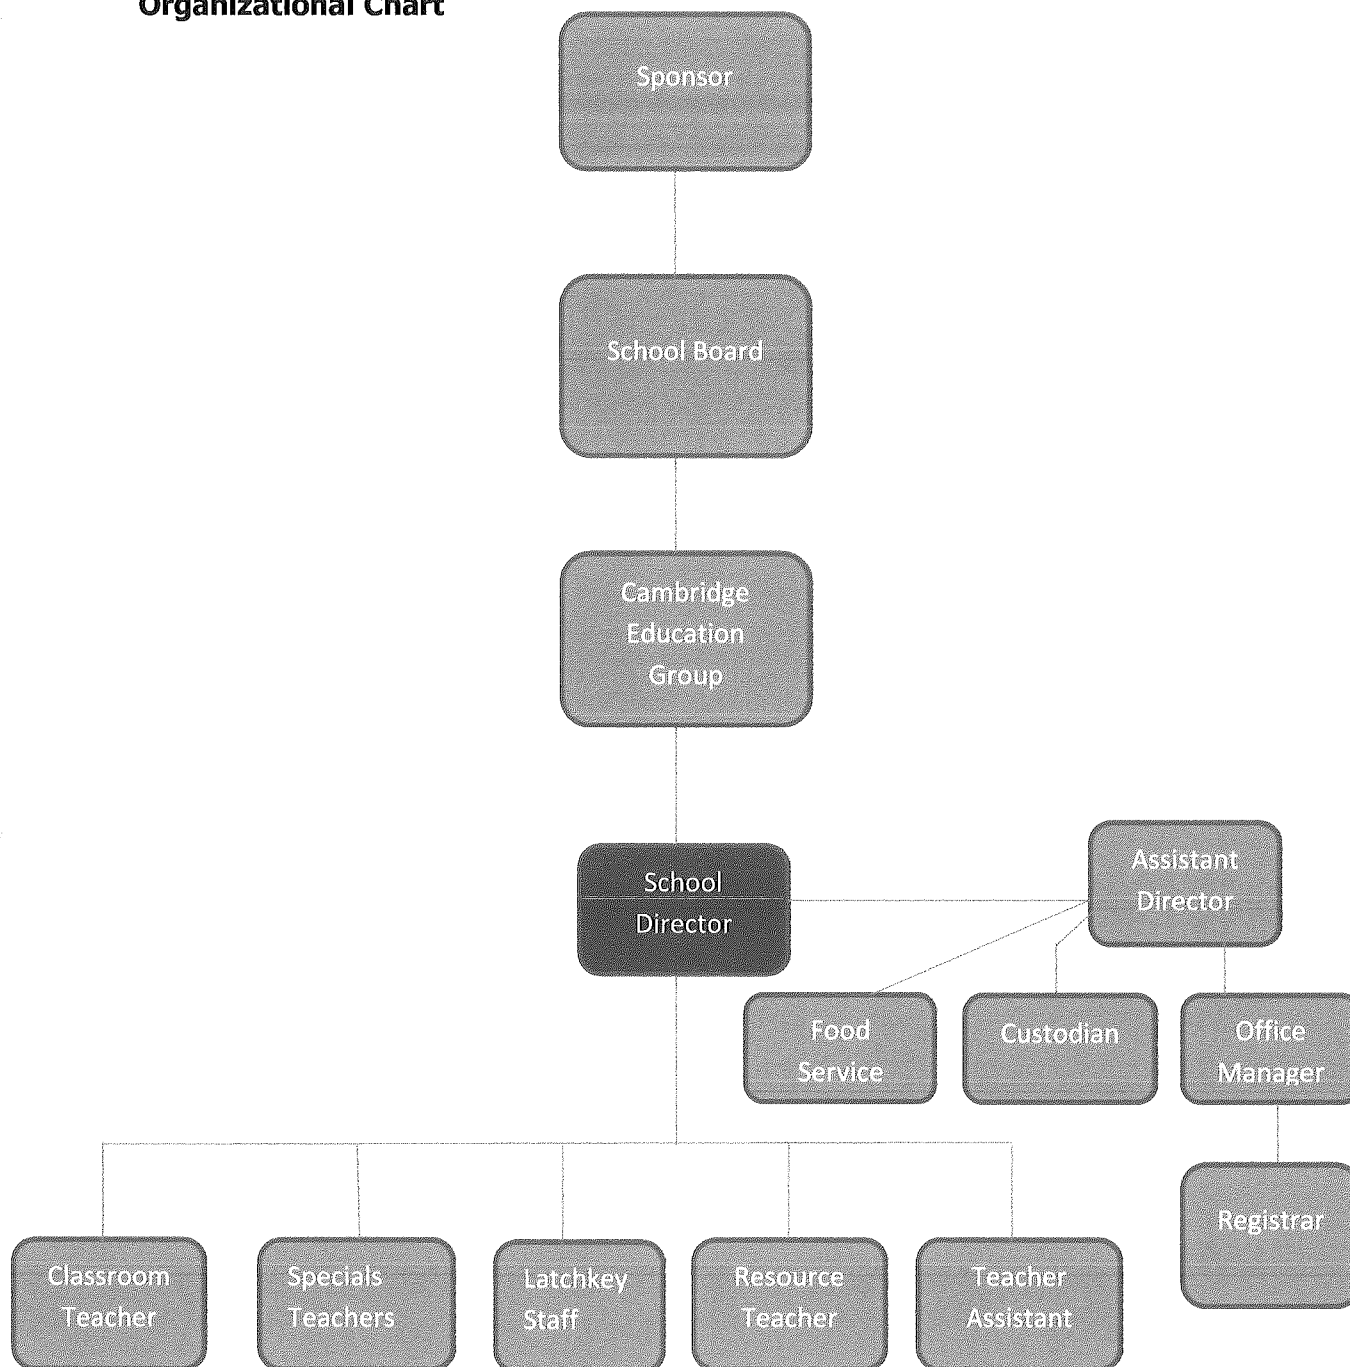 Organizational Chart
Sponsor
School Board
Cambridge
Education
Group
School
Director
Assistant
Director
Food
Service
Custodian
Office
Manager
Registrar
Classroom
Teacher
Specials
Teachers
Latchkey
Staff
Resource
Teacher
Teacher
Assistant